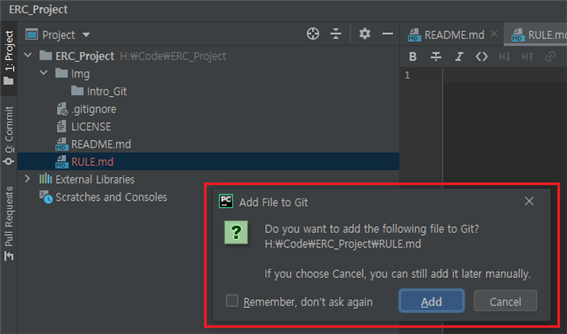 ERC_Project
1: Project
Project
ERC_Project H:₩Code₩ERC_Project
Img
Intro_Git
.gitignore
LICENSE
README.md
RULE.md
External Libraries
Scratches and Consoles
0: Commit
Pull Requests
README.md
RULE.md
B T I <> H↓ H↑
1
PC Add File to Git
Do you want to add the following file to Git?
H:₩Code₩ERC_Project₩RULE.md
If you choose Cancel, you can still add it later manually.
Remember, don't ask again
Add
Cancel